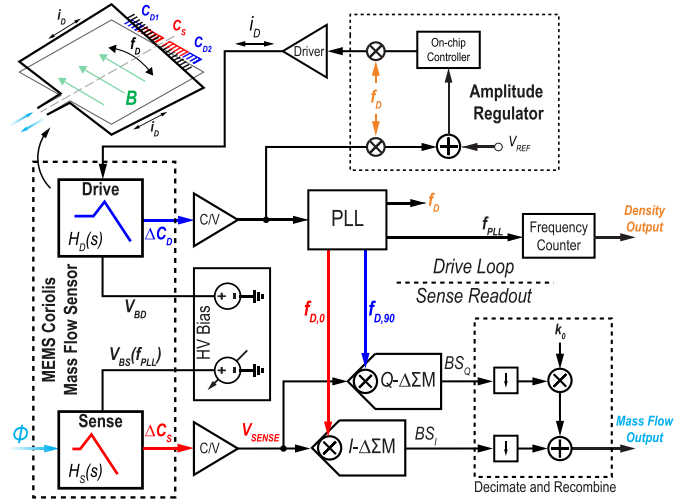 C_D1 C_S C_D2
i_D
f_D
B
i_D
i_D
Driver
On-chip
Controller
Amplitude
Regulator
f_D
V_REF
MEMS Coriolis
Mass Flow Sensor
Drive
H_D(s)
ΔC_D
C/V
PLL
f_D
f_PLL
Frequency
Counter
Density
Output
Drive Loop
Sense Readout
V_BD
HV Bias
V_BS(f_PLL)
f_D,0
f_D,90
Q-ΔΣM
BS_Q
k_0
Φ
Sense
H_S(s)
ΔC_S
C/V
V_SENSE
I-ΔΣM
BS_I
Mass Flow
Output
Decimate and Recombine